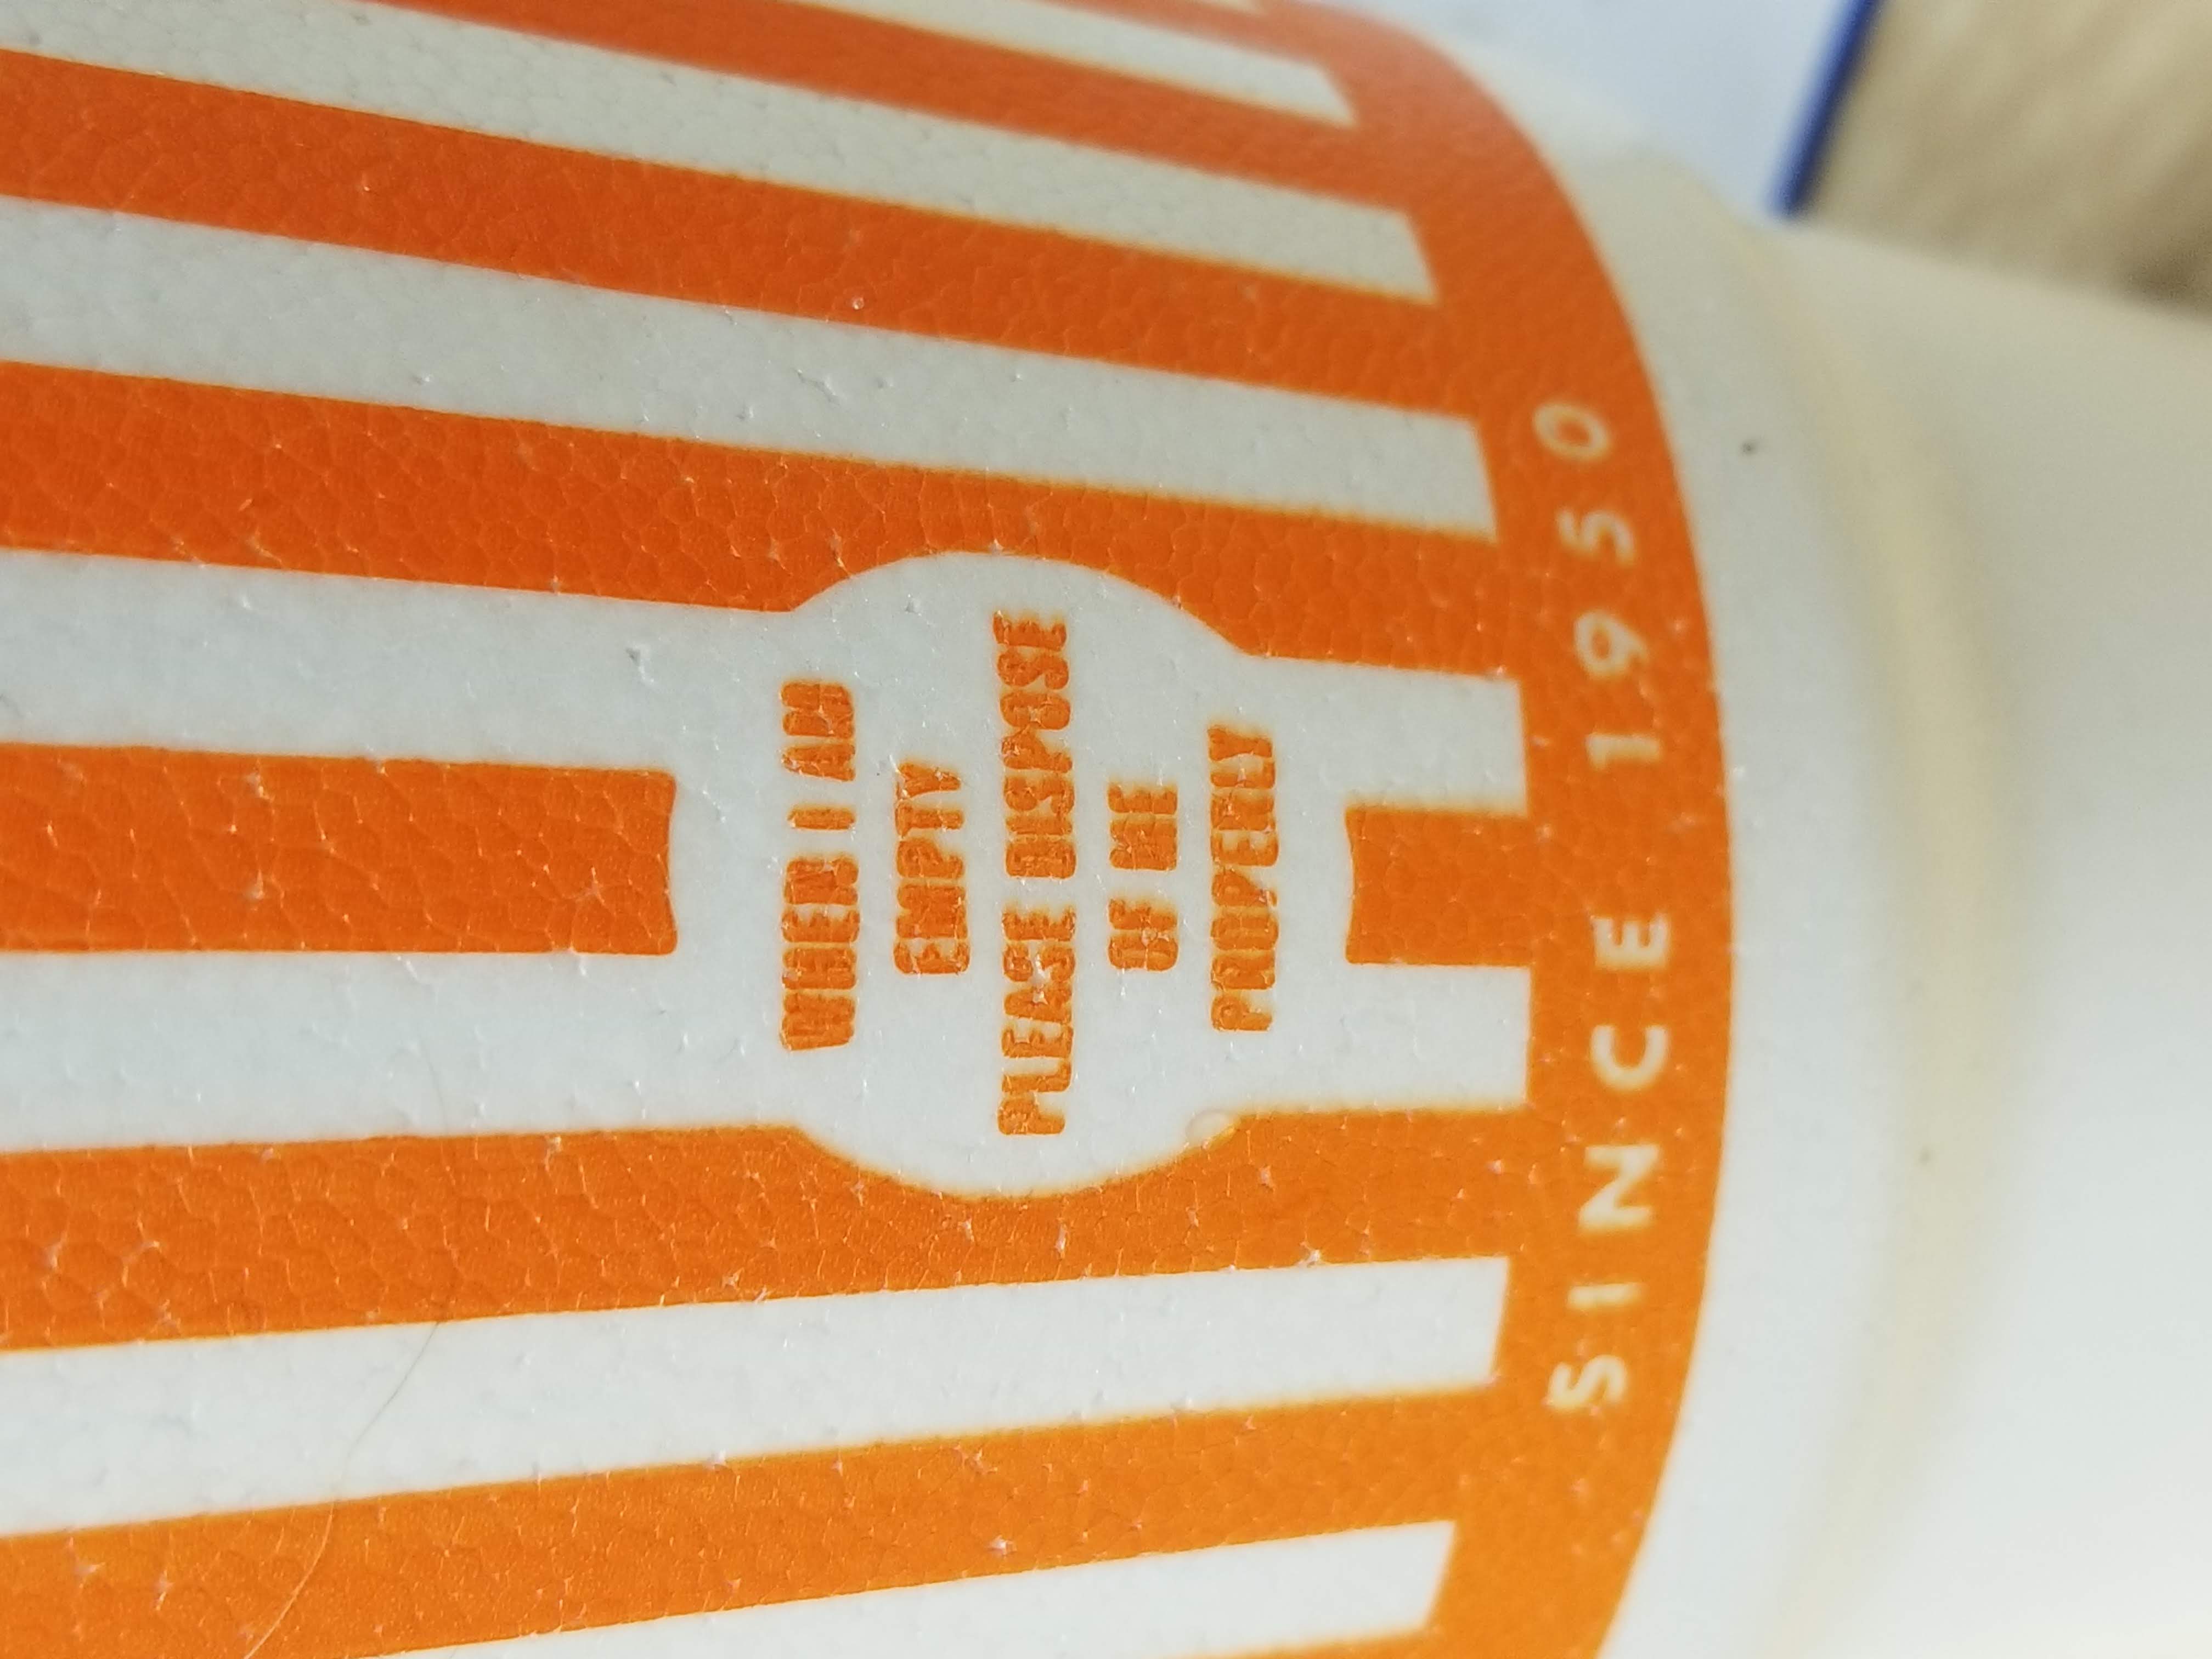 WHEN I AM
EMPTY
PLEASE DISPOSE
OF ME
PROPERLY
SINCE 1950